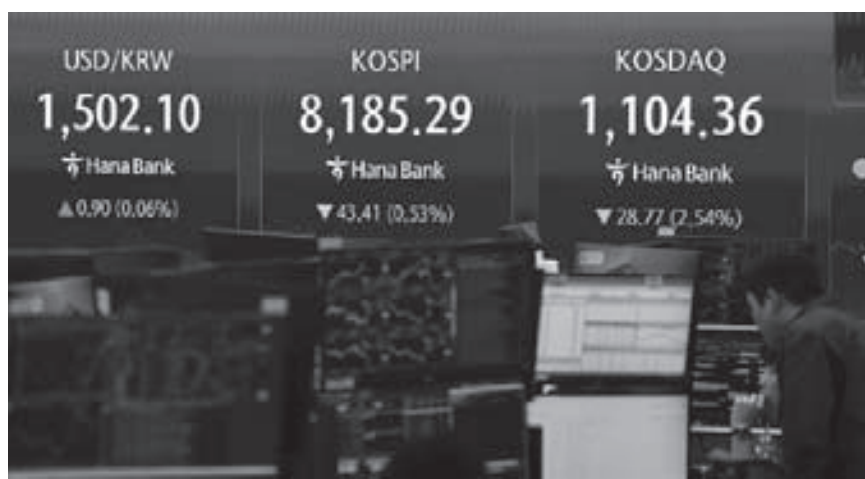 USD/KRW
1,502.10
Hana Bank
▲0.90 (0.06%)
KOSPI
8,185.29
Hana Bank
▼43.41 (0.53%)
KOSDAQ
1,104.36
Hana Bank
▼28.77 (2.54%)